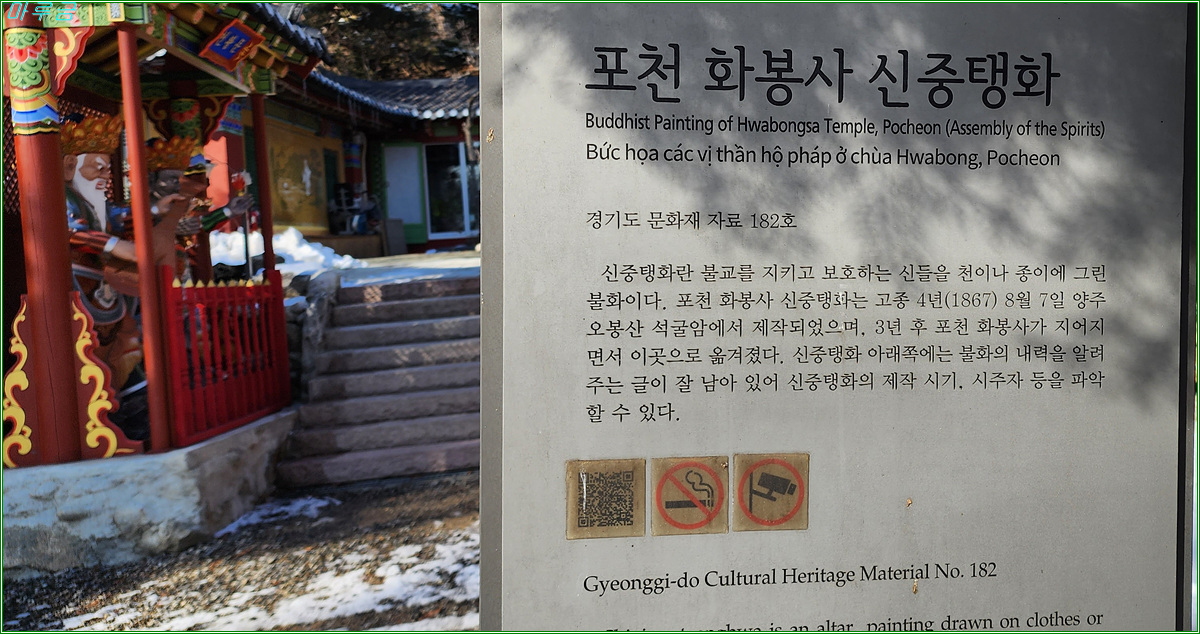 마루금
포천 화봉사 신중탱화
Buddhist Painting of Hwabongsa Temple, Pocheon (Assembly of the Spirits)
Bức họa các vị thần hộ pháp ở chùa Hwabong, Pocheon
경기도 문화재 자료 182호
신중탱화란 불교를 지키고 보호하는 신들을 천이나 종이에 그린
불화이다. 포천 화봉사 신중탱화는 고종 4년(1867) 8월 7일 양주
오봉산 석굴암에서 제작되었으며, 3년 후 포천 화봉사가 지어지
면서 이곳으로 옮겨졌다. 신중탱화 아래쪽에는 불화의 내력을 알려
주는 글이 잘 남아 있어 신중탱화의 제작 시기, 시주자 등을 파악
할 수 있다.
Gyeonggi-do Cultural Heritage Material No. 182
is an altar painting drawn on clothes or